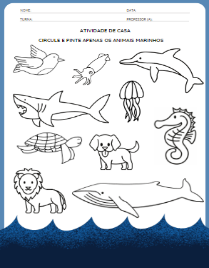 NOME: DATA:
TURMA: PROFESSOR (A):
ATIVIDADE DE CASA
CIRCULE E PINTE APENAS OS ANIMAIS MARINHOS